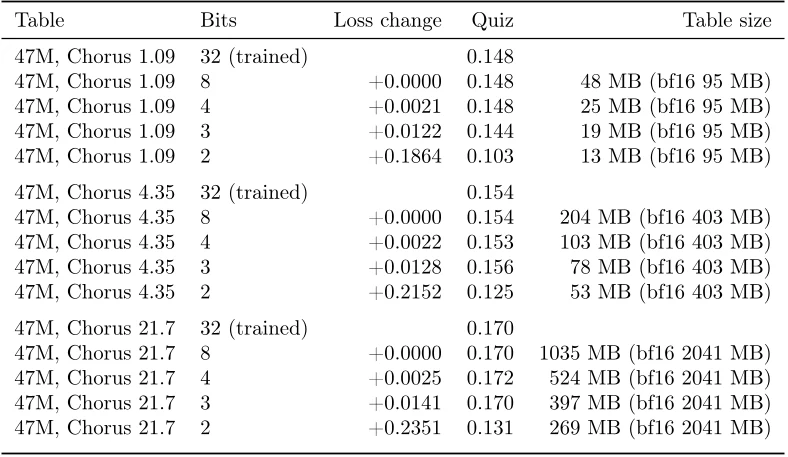 Table Bits Loss change Quiz Table size
47M, Chorus 1.09 32 (trained) 0.148
47M, Chorus 1.09 8 +0.0000 0.148 48 MB (bf16 95 MB)
47M, Chorus 1.09 4 +0.0021 0.148 25 MB (bf16 95 MB)
47M, Chorus 1.09 3 +0.0122 0.144 19 MB (bf16 95 MB)
47M, Chorus 1.09 2 +0.1864 0.103 13 MB (bf16 95 MB)
47M, Chorus 4.35 32 (trained) 0.154
47M, Chorus 4.35 8 +0.0000 0.154 204 MB (bf16 403 MB)
47M, Chorus 4.35 4 +0.0022 0.153 103 MB (bf16 403 MB)
47M, Chorus 4.35 3 +0.0128 0.156 78 MB (bf16 403 MB)
47M, Chorus 4.35 2 +0.2152 0.125 53 MB (bf16 403 MB)
47M, Chorus 21.7 32 (trained) 0.170
47M, Chorus 21.7 8 +0.0000 0.170 1035 MB (bf16 2041 MB)
47M, Chorus 21.7 4 +0.0025 0.172 524 MB (bf16 2041 MB)
47M, Chorus 21.7 3 +0.0141 0.170 397 MB (bf16 2041 MB)
47M, Chorus 21.7 2 +0.2351 0.131 269 MB (bf16 2041 MB)